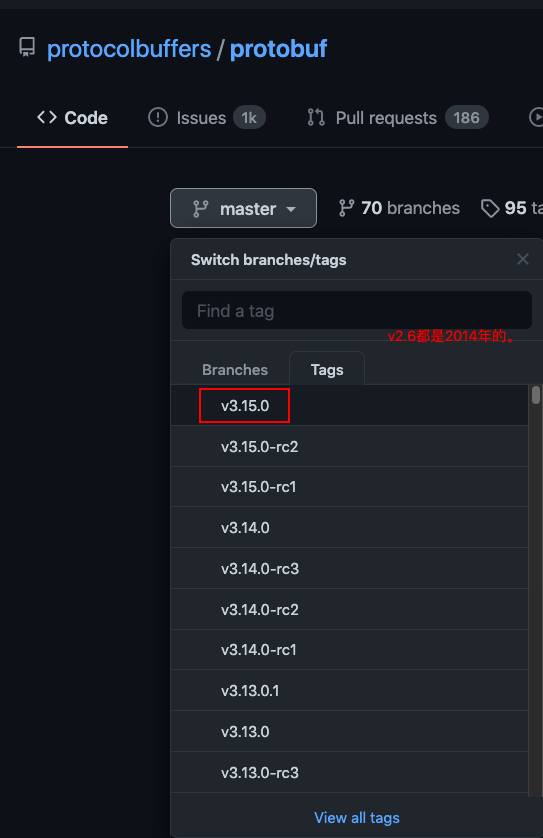 protocolbuffers / protobuf
Code Issues 1k Pull requests 186
master 70 branches 95 ta
Switch branches/tags
Find a tag
v2.6都是2014年的。
Branches Tags
v3.15.0
v3.15.0-rc2
v3.15.0-rc1
v3.14.0
v3.14.0-rc3
v3.14.0-rc2
v3.14.0-rc1
v3.13.0.1
v3.13.0
v3.13.0-rc3
View all tags